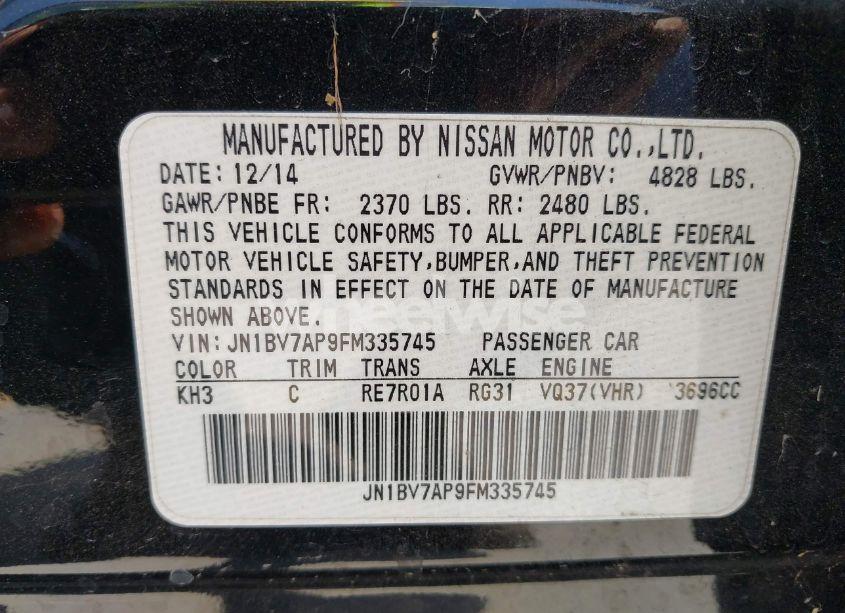 MANUFACTURED BY NISSAN MOTOR CO.,LTD.
DATE: 12/14 GVWR/PNBV: 4828 LBS.
GAWR/PNBE FR: 2370 LBS. RR: 2480 LBS.
THIS VEHICLE CONFORMS TO ALL APPLICABLE FEDERAL
MOTOR VEHICLE SAFETY,BUMPER,AND THEFT PREVENTION
STANDARDS IN EFFECT ON THE DATE OF MANUFACTURE
SHOWN ABOVE.
wheelwise
VIN: JN1BV7AP9FM335745 PASSENGER CAR
COLOR TRIM TRANS AXLE ENGINE
KH3 C RE7R01A RG31 VQ37(VHR) 3696CC
JN1BV7AP9FM335745